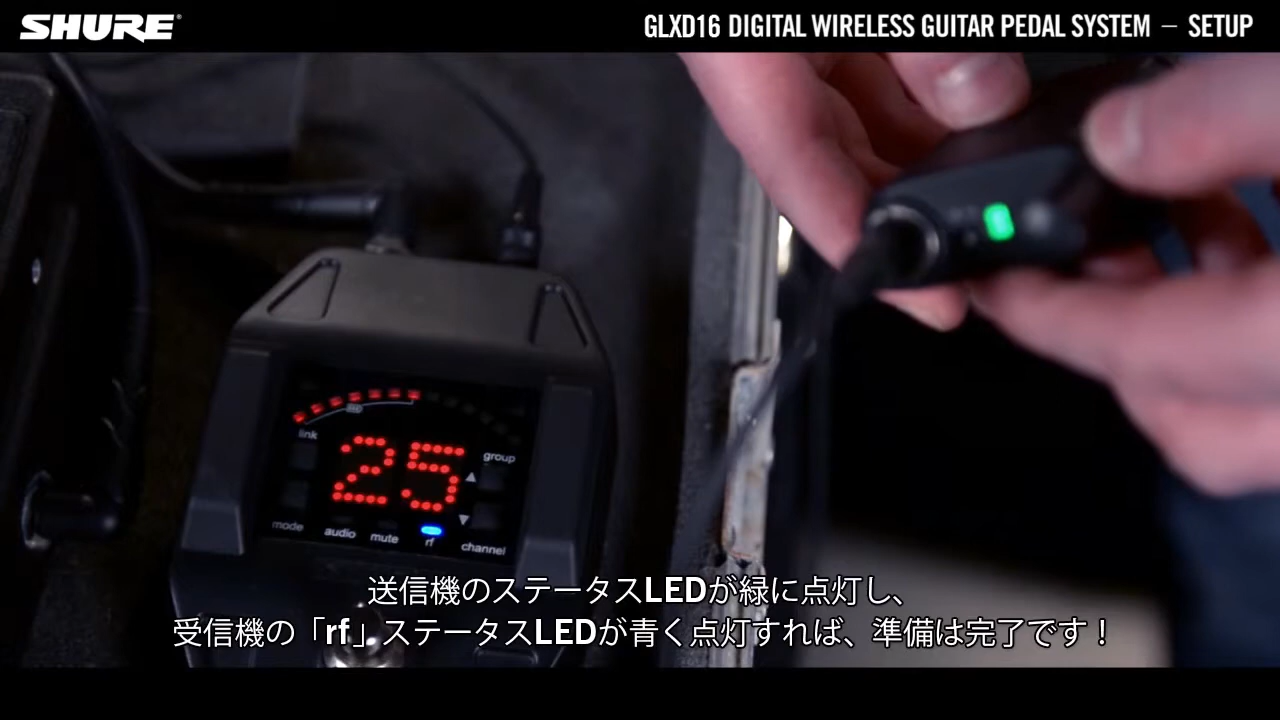 SHURE®
GLXD16 DIGITAL WIRELESS GUITAR PEDAL SYSTEM – SETUP
link
25
group
mode
audio
mute
rf
channel
送信機のステータスLEDが緑に点灯し、
受信機の「rf」ステータスLEDが青く点灯すれば、準備は完了です！